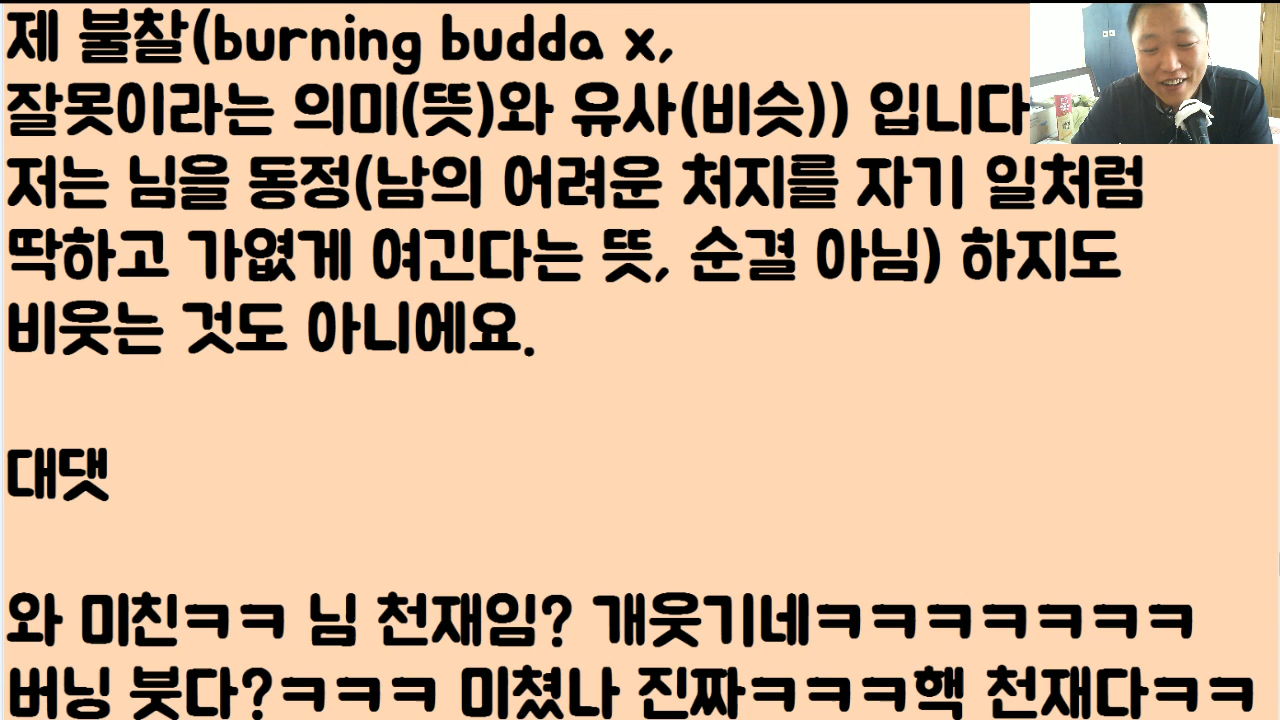 제 불찰(burning budda x,
잘못이라는 의미(뜻)와 유사(비슷)) 입니다
저는 님을 동정(남의 어려운 처지를 자기 일처럼
딱하고 가엾게 여긴다는 뜻, 순결 아님) 하지도
비웃는 것도 아니에요.
대댓
와 미친ㅋㅋ 님 천재임? 개웃기네ㅋㅋㅋㅋㅋㅋㅋ
버닝 붓다?ㅋㅋㅋ 미쳤나 진짜ㅋㅋㅋ핵 천재다ㅋㅋ